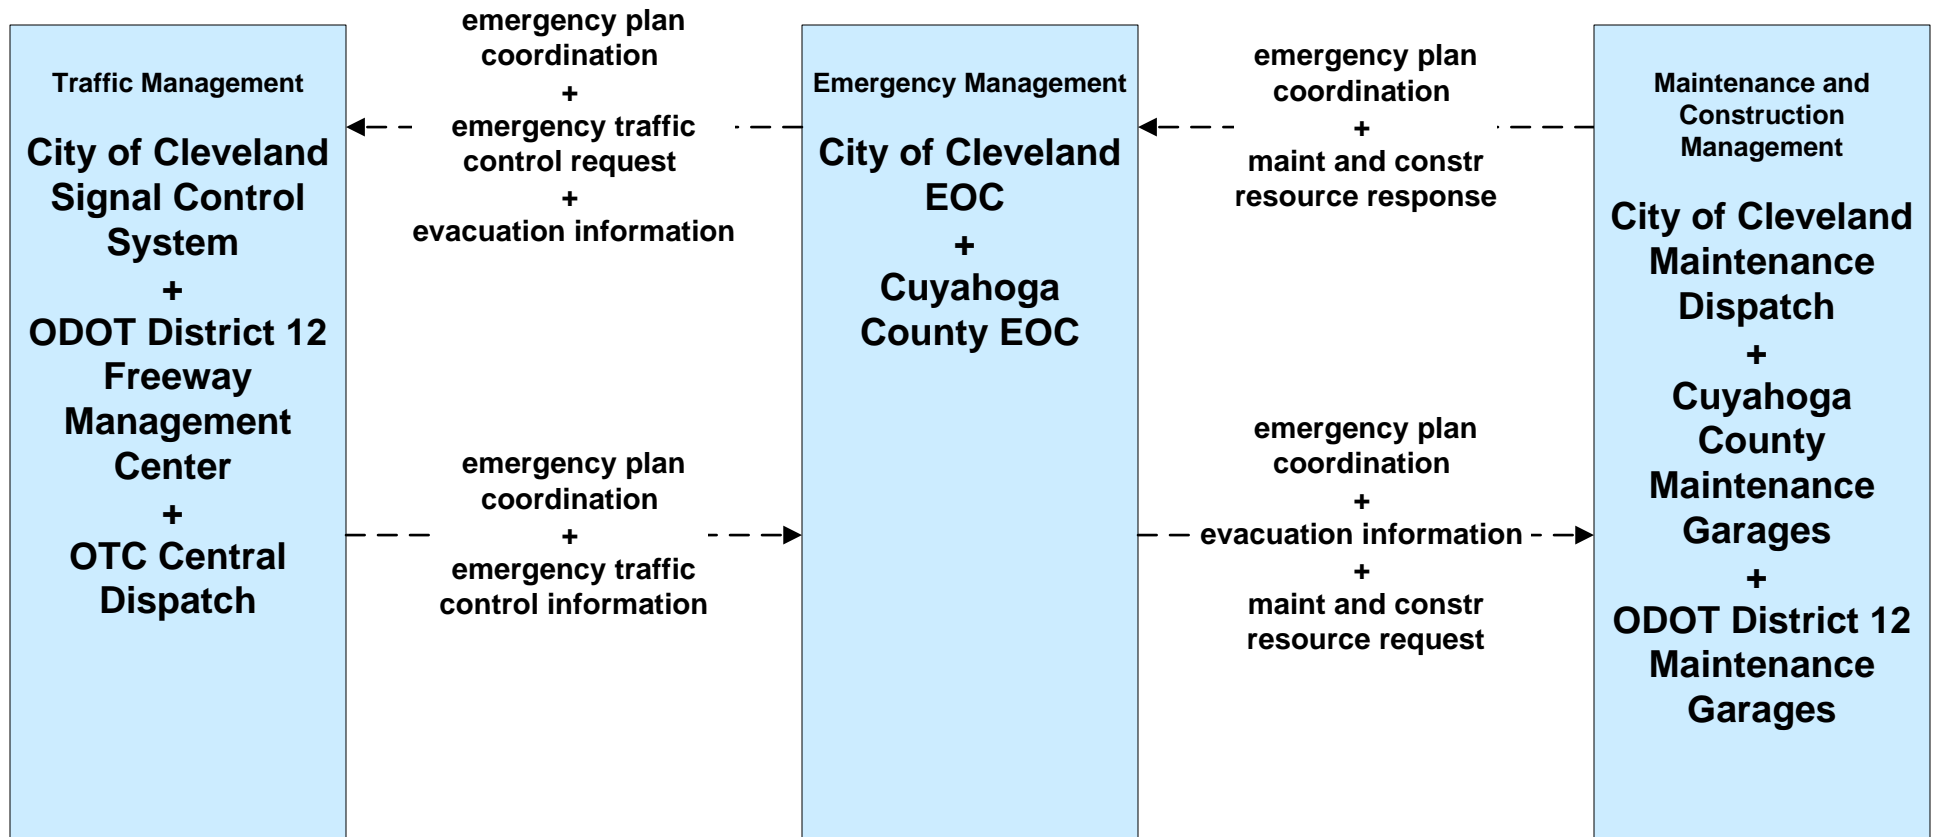 Traffic Management
City of Cleveland
Signal Control
System
+
ODOT District 12
Freeway
Management
Center
+
OTC Central
Dispatch
emergency plan
coordination
+
emergency traffic
control request
+
evacuation information
emergency plan
coordination
+
emergency traffic
control information
Emergency Management
City of Cleveland
EOC
+
Cuyahoga
County EOC
emergency plan
coordination
+
maint and constr
resource response
emergency plan
coordination
+
evacuation information
+
maint and constr
resource request
Maintenance and
Construction
Management
City of Cleveland
Maintenance
Dispatch
+
Cuyahoga
County
Maintenance
Garages
+
ODOT District 12
Maintenance
Garages